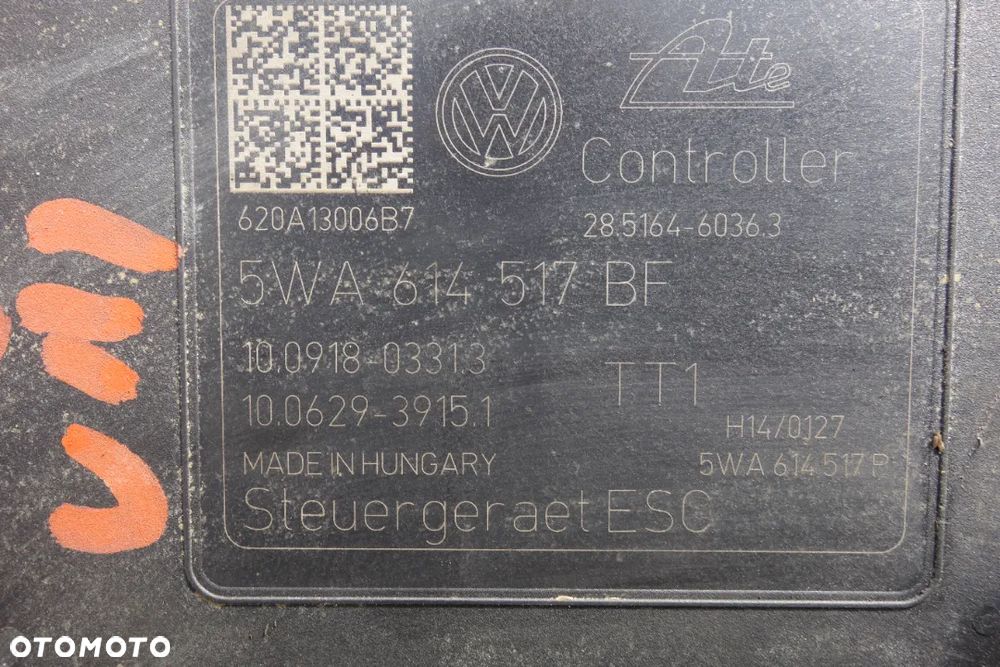 Ate
Controller
620A13006B7
28.5164-6036.3
5WA 614 517 BF
10.0918-0331.3
TT1
10.0629-3915.1
H14/0127
MADE IN HUNGARY
5WA 614 517 P
Steuergeraet ESC
OTOMOTO